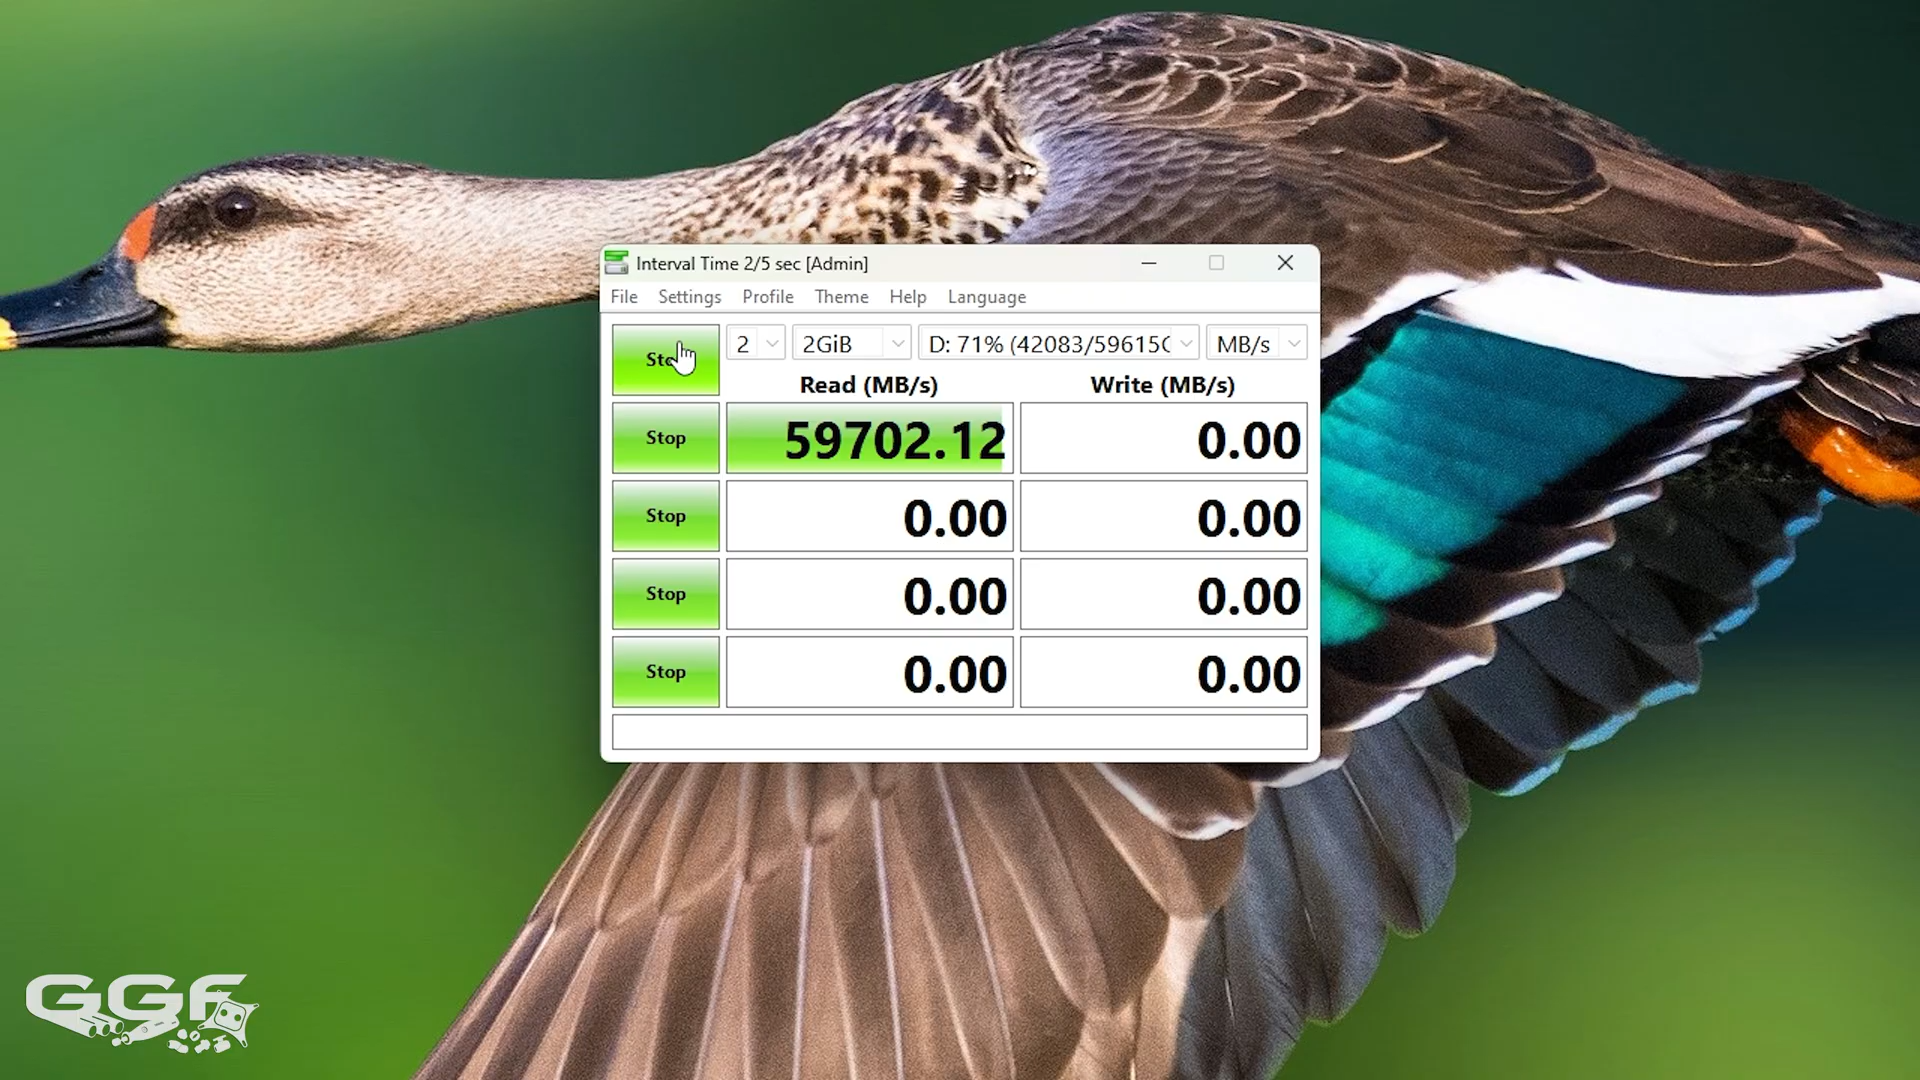 Interval Time 2/5 sec [Admin]
File Settings Profile Theme Help Language
2 2GiB D: 71% (42083/59615 MB/s
Read (MB/s) Write (MB/s)
Stop 59702.12 0.00
Stop 0.00 0.00
Stop 0.00 0.00
Stop 0.00 0.00
GGF